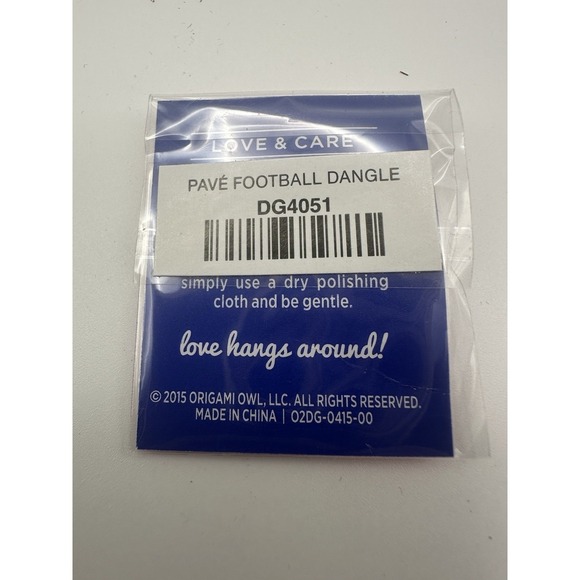 LOVE & CARE
PAVÉ FOOTBALL DANGLE
DG4051
simply use a dry polishing
cloth and be gentle.
love hangs around!
© 2015 ORIGAMI OWL, LLC. ALL RIGHTS RESERVED.
MADE IN CHINA | O2DG-0415-00